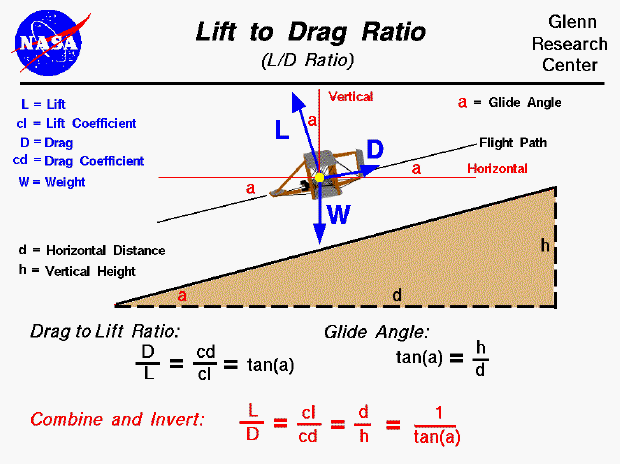 NASA
Lift to Drag Ratio
(L/D Ratio)
Glenn
Research
Center
L = Lift
cl = Lift Coefficient
D = Drag
cd = Drag Coefficient
W = Weight
Vertical
a = Glide Angle
a
L
D
Flight Path
Horizontal
a
a
W
d = Horizontal Distance
h = Vertical Height
h
a
d
Drag to Lift Ratio:
D/L = cd/cl = tan(a)
Glide Angle:
tan(a) = h/d
Combine and Invert: L/D = cl/cd = d/h = 1/tan(a)